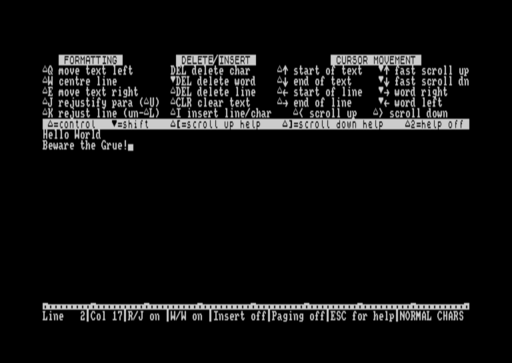 FORMATTING DELETE/INSERT CURSOR MOVEMENT
△Q move text left DEL delete char △↑ start of text ▼↑ fast scroll up
△W centre line ▼DEL delete word △↓ end of text ▼↓ fast scroll dn
△E move text right △DEL delete line △← start of line ▼→ word right
△J rejustify para (△U) △CLR clear text △→ end of line ▼← word left
△K rejust line (un-△L) △I insert line/char △< scroll up △> scroll down
△=control ▼=shift △[=scroll up help △]=scroll down help △2=help off
Hello World
Beware the Grue!
Line 2|Col 17|R/J on |W/W on |Insert off|Paging off|ESC for help|NORMAL CHARS